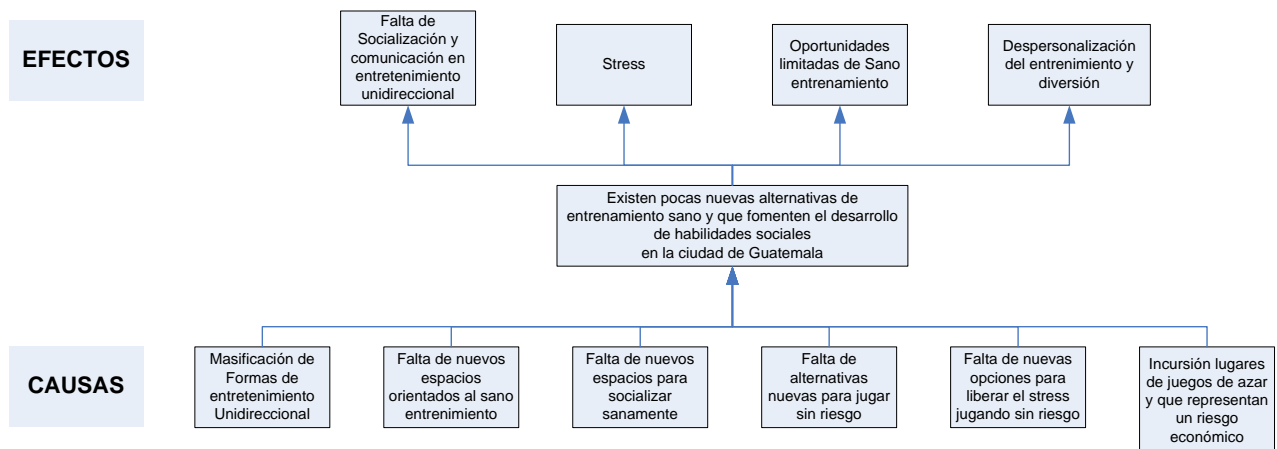 EFECTOS
Falta de
Socialización y
comunicación en
entretenimiento
unidireccional
Stress
Oportunidades
limitadas de Sano
entrenamiento
Despersonalización
del entrenimiento y
diversión
Existen pocas nuevas alternativas de
entrenamiento sano y que fomenten el desarrollo
de habilidades sociales
en la ciudad de Guatemala
CAUSAS
Masificación de
Formas de
entretenimiento
Unidireccional
Falta de nuevos
espacios
orientados al sano
entrenimiento
Falta de nuevos
espacios para
socializar
sanamente
Falta de
alternativas
nuevas para jugar
sin riesgo
Falta de nuevas
opciones para
liberar el stress
jugando sin riesgo
Incursión lugares
de juegos de azar
y que representan
un riesgo
económico